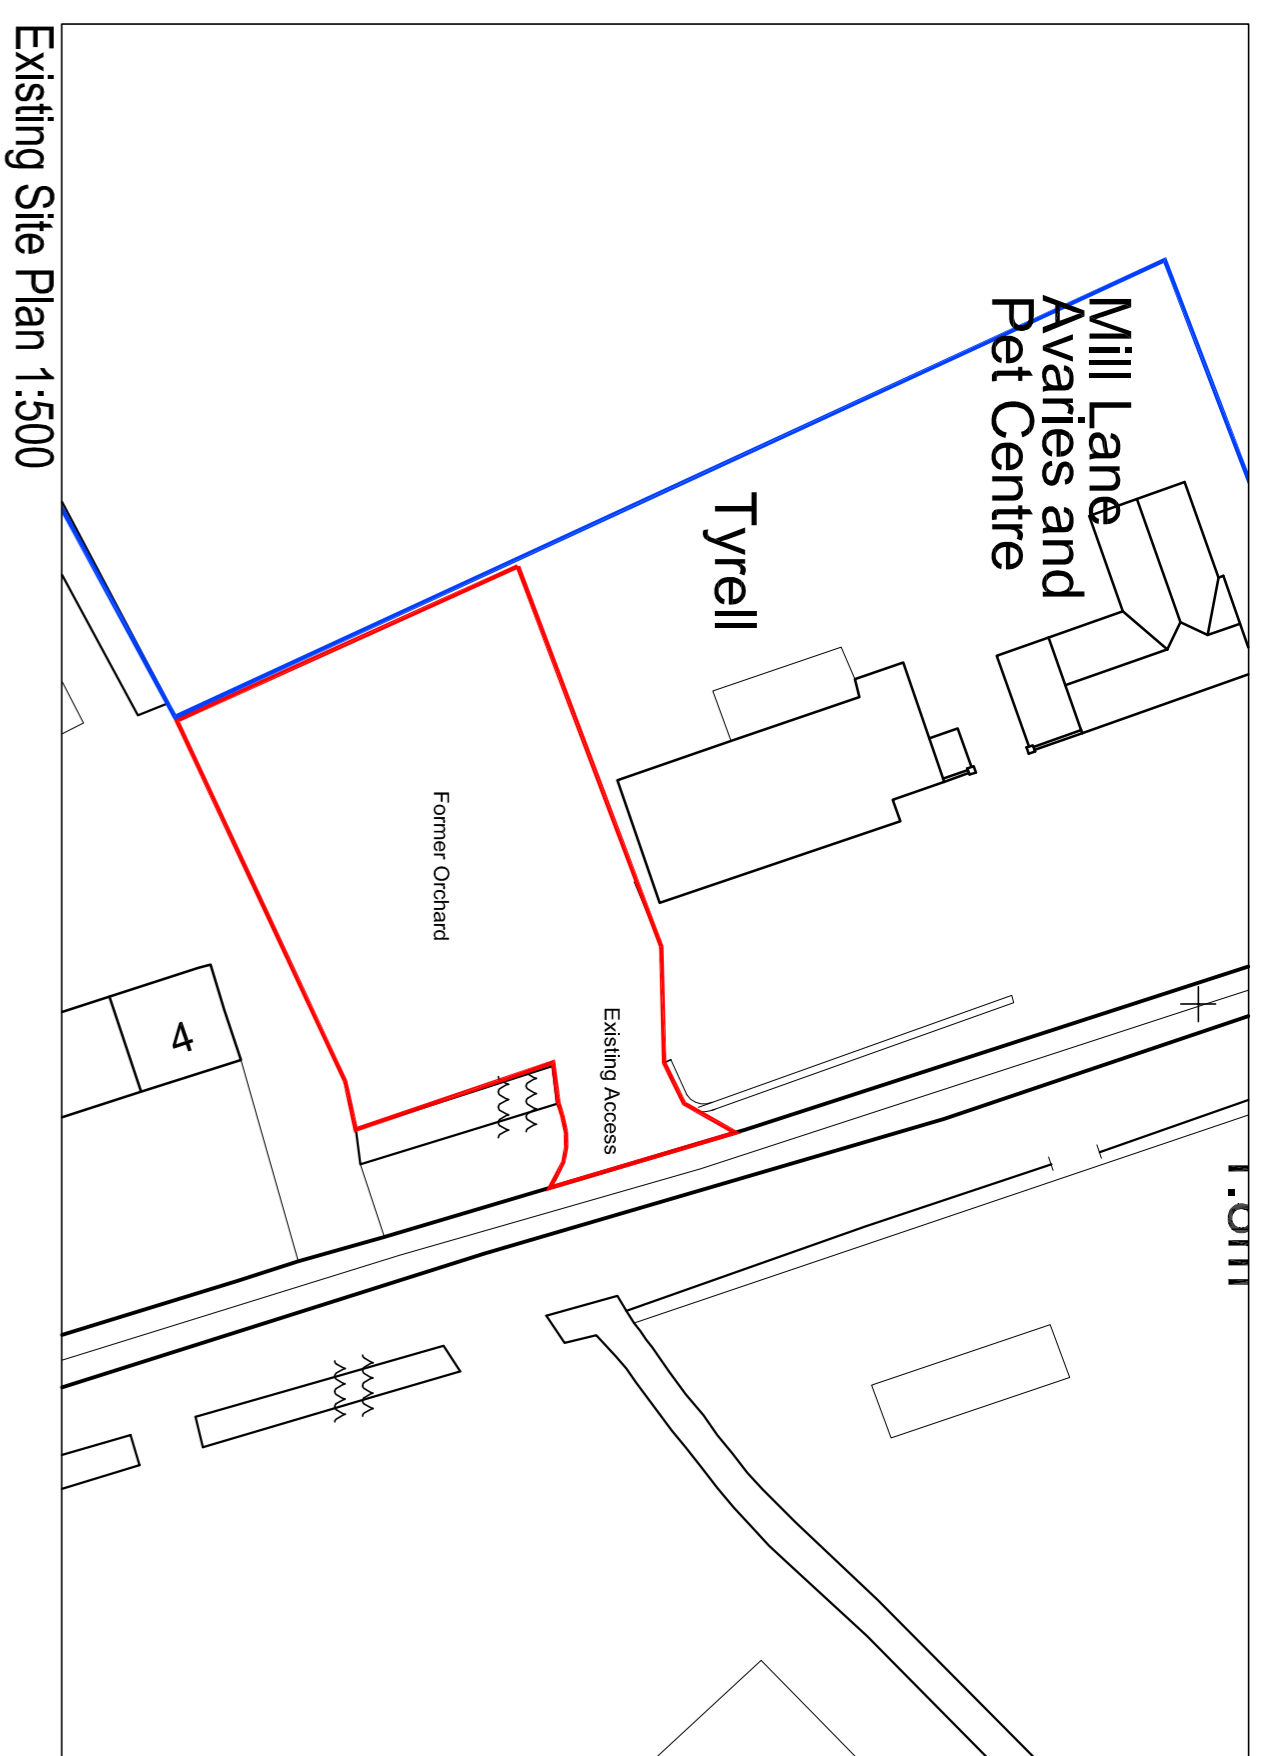 Mill Lane
Avaries and
Pet Centre
Tyrell
Former Orchard
Existing Access
4
Existing Site Plan 1:500